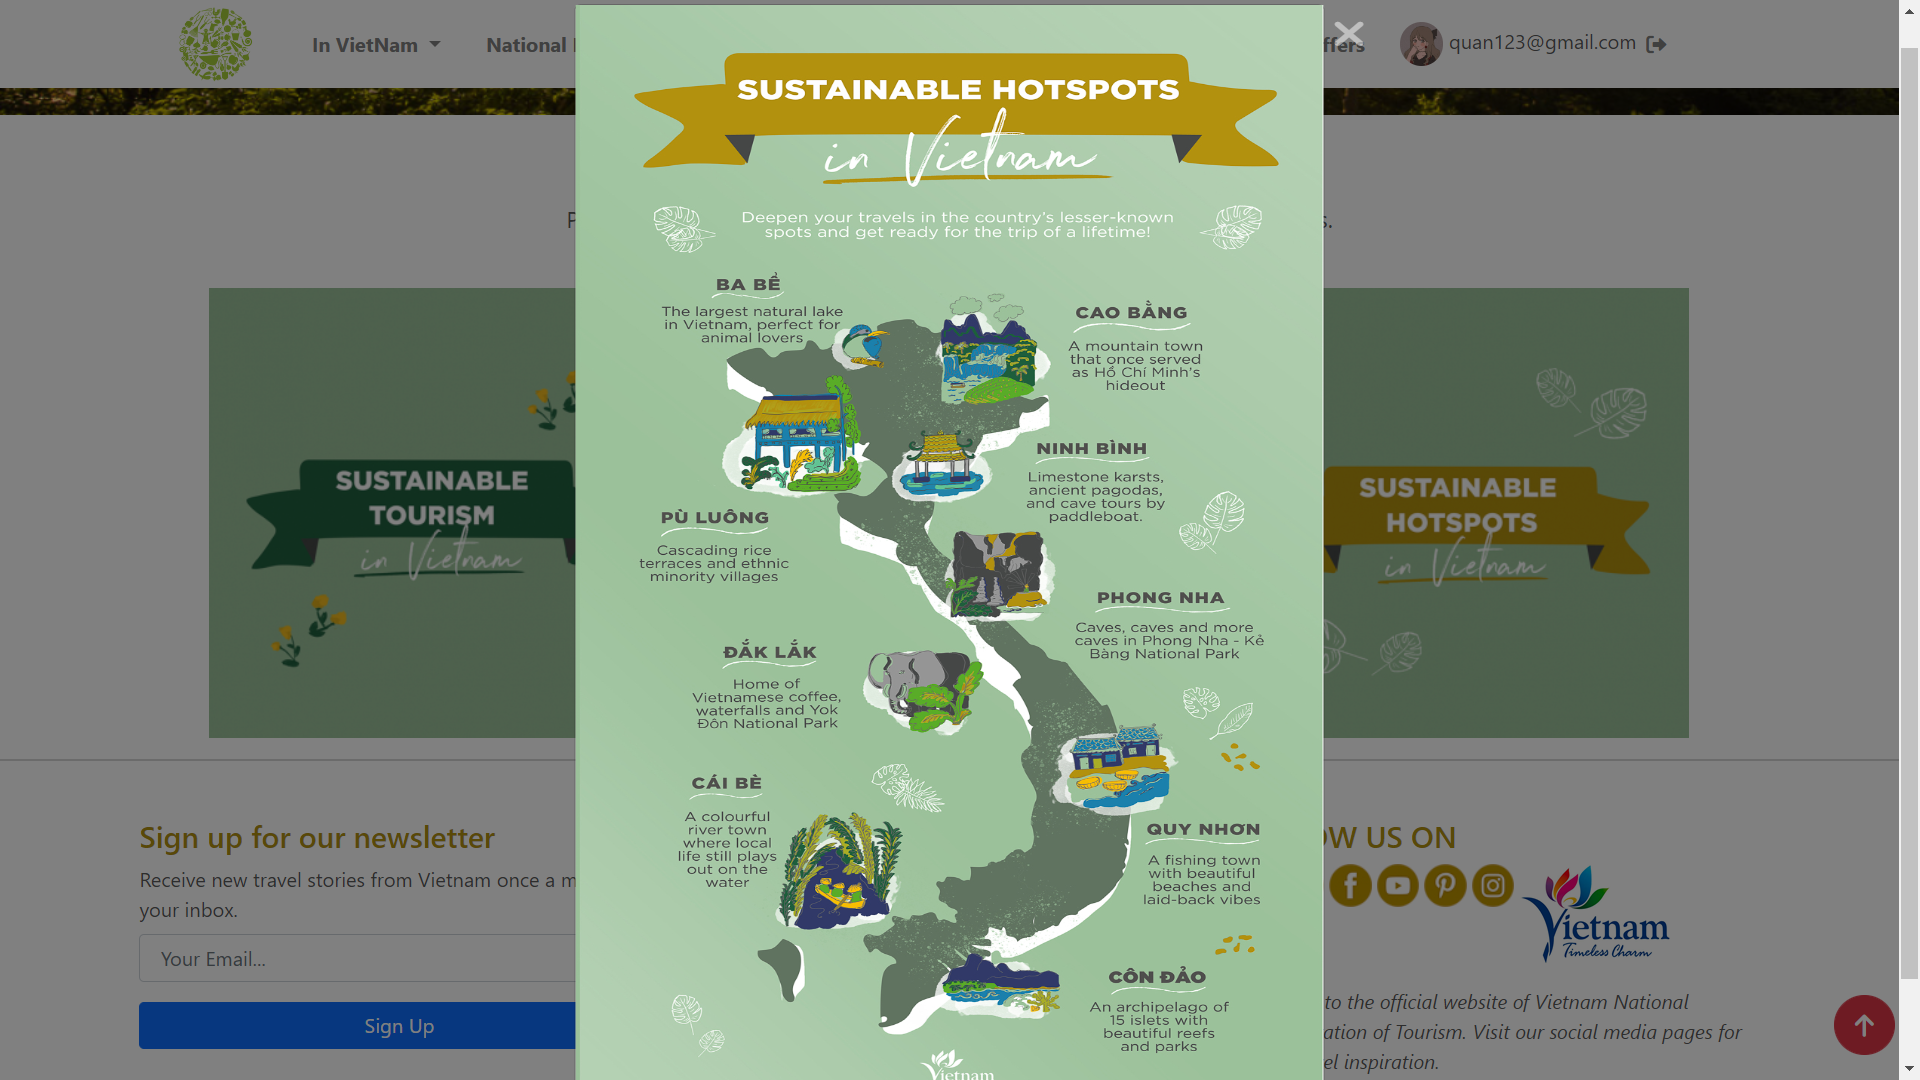 In VietNam
National
ffers
quan123@gmail.com
SUSTAINABLE HOTSPOTS
in Vietnam
Deepen your travels in the country's lesser-known
spots and get ready for the trip of a lifetime!
BA BỂ
The largest natural lake
in Vietnam, perfect for
animal lovers
CAO BẰNG
A mountain town
that once served
as Hồ Chí Minh's
hideout
NINH BÌNH
Limestone karsts,
ancient pagodas,
and cave tours by
paddleboat.
PÙ LUÔNG
Cascading rice
terraces and ethnic
minority villages
PHONG NHA
Caves, caves and more
caves in Phong Nha - Kẻ
Bàng National Park
ĐẮK LẮK
Home of
Vietnamese coffee,
waterfalls and Yok
Đôn National Park
CÁI BÈ
A colourful
river town
where local
life still plays
out on the
water
QUY NHƠN
A fishing town
with beautiful
beaches and
laid-back vibes
CÔN ĐẢO
An archipelago of
15 islets with
beautiful reefs
and parks
Vietnam
SUSTAINABLE
TOURISM
in Vietnam
SUSTAINABLE
HOTSPOTS
in Vietnam
Sign up for our newsletter
Receive new travel stories from Vietnam once a m
your inbox.
Your Email...
Sign Up
OW US ON
Vietnam
Timeless Charm
to the official website of Vietnam National
ation of Tourism. Visit our social media pages for
el inspiration.